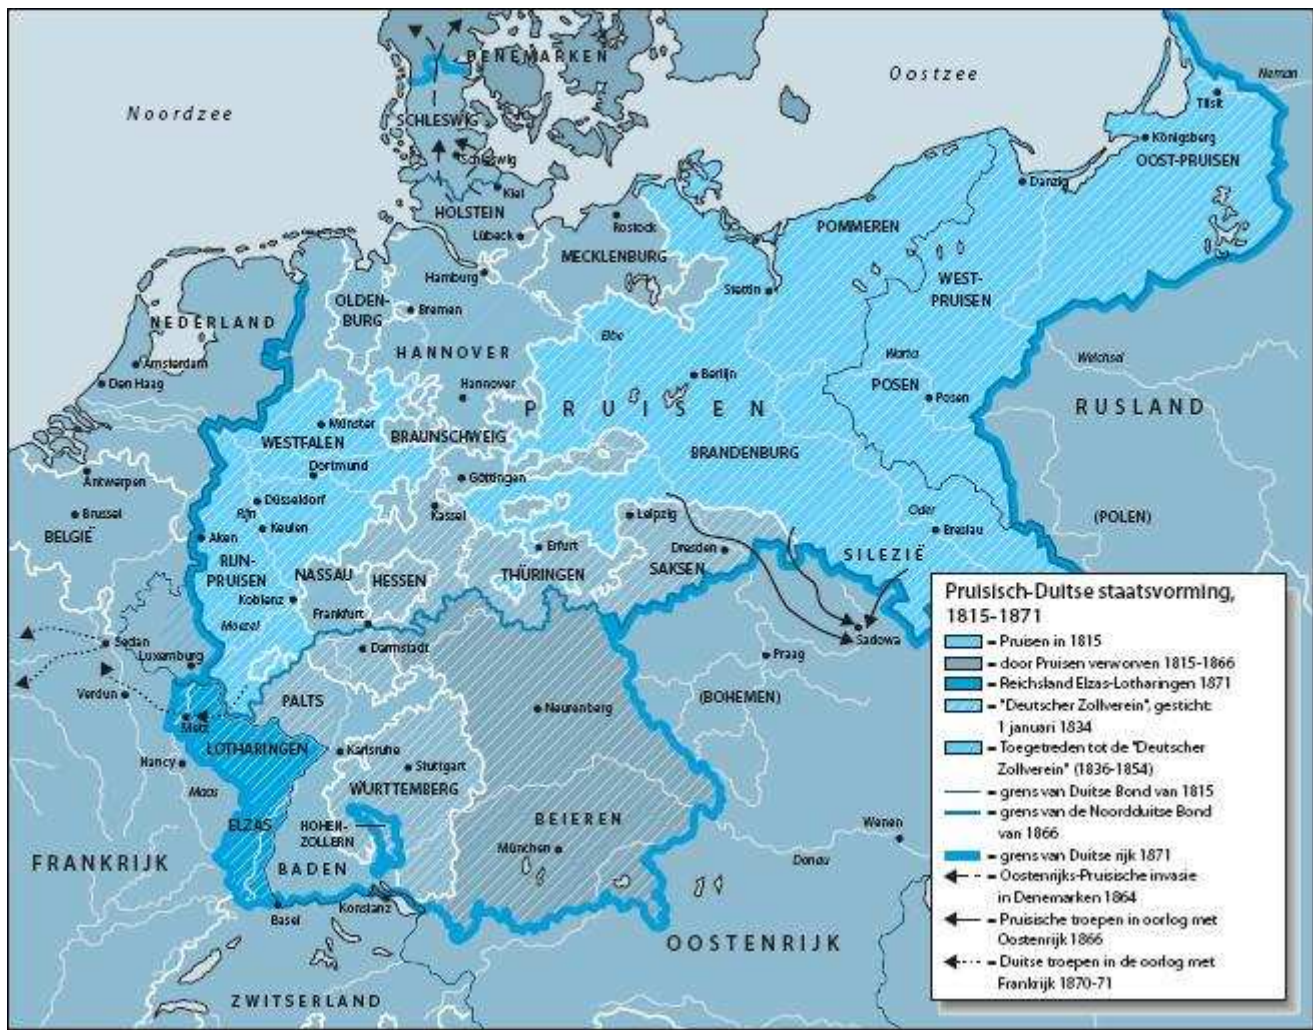 DENEMARKEN
Oostzee
Neman
Noordzee
Tilsit
SCHLESWIG
Königsberg
Schleswig
OOST-PRUISEN
Kiel
Danzig
HOLSTEIN
Rostock
POMMEREN
Lübeck
MECKLENBURG
Hamburg
WEST-
PRUISEN
Stettin
OLDEN-
BURG
Bremen
NEDERLAND
Elbe
HANNOVER
Warta
Weichsel
Amsterdam
Berlijn
Den Haag
Hannover
POSEN
Posen
PRUISEN
RUSLAND
Münster
WESTFALEN
BRAUNSCHWEIG
BRANDENBURG
Dortmund
Antwerpen
Göttingen
Düsseldorf
Rijn
Kassel
Leipzig
Oder
Brussel
Keulen
Breslau
(POLEN)
BELGIË
Aken
Erfurt
Dresden
SILEZIË
RIJN-
PRUISEN
NASSAU
HESSEN
THÜRINGEN
SAKSEN
Koblenz
Frankfurt
Moezel
Sedan
Sadowa
Luxemburg
Darmstadt
Praag
Verdun
PALTS
(BOHEMEN)
Metz
Neurenberg
LOTHARINGEN
Karlsruhe
Nancy
Stuttgart
WÜRTTEMBERG
Maas
ELZAS
HOHEN-
ZOLLERN
BEIEREN
Wenen
München
FRANKRIJK
BADEN
Donau
Konstanz
Basel
OOSTENRIJK
ZWITSERLAND
Pruisisch-Duitse staatsvorming,
1815-1871
= Pruisen in 1815
= door Pruisen verworven 1815-1866
= Reichsland Elzas-Lotharingen 1871
= "Deutscher Zollverein", gesticht:
1 januari 1834
= Toegetreden tot de "Deutscher
Zollverein" (1836-1854)
= grens van Duitse Bond van 1815
= grens van de Noordduitse Bond
van 1866
= grens van Duitse rijk 1871
= Oostenrijks-Pruisische invasie
in Denemarken 1864
= Pruisische troepen in oorlog met
Oostenrijk 1866
= Duitse troepen in de oorlog met
Frankrijk 1870-71